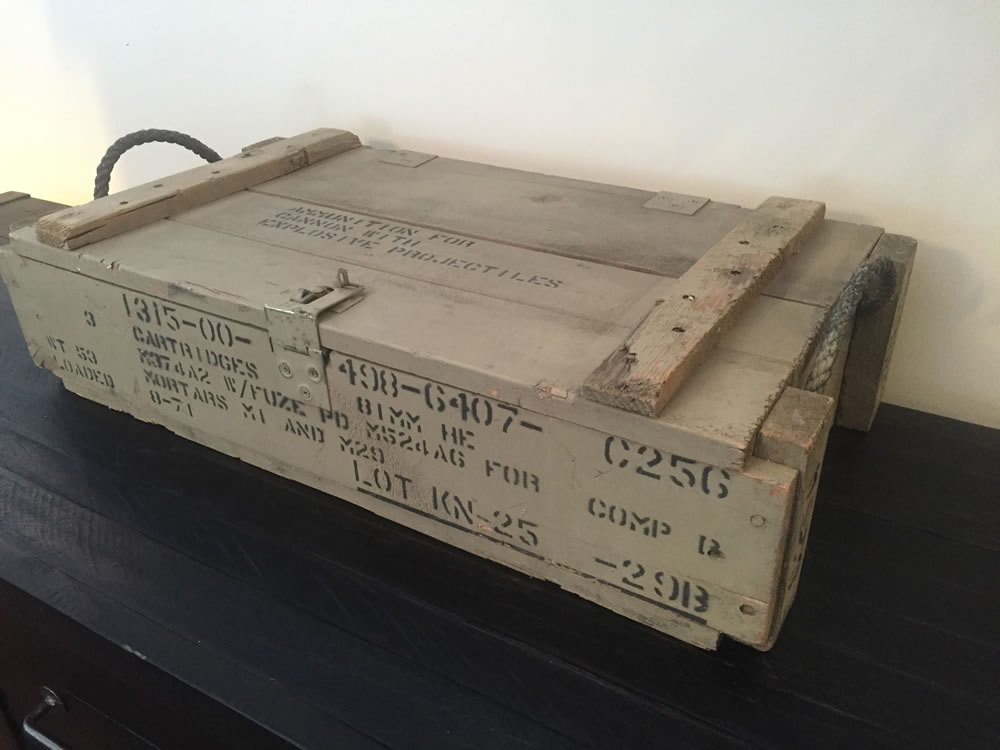 AMMUNITION FOR
CANNON WITH
EXPLOSIVE PROJECTILES
1315-00-498-6407-C256
3 CARTRIDGES 81MM HE
WT 53 M374A2 W/FUZE PD M524A6 FOR COMP B
LOADED MORTARS M1 AND M29
8-71
LOT KN-25-29B